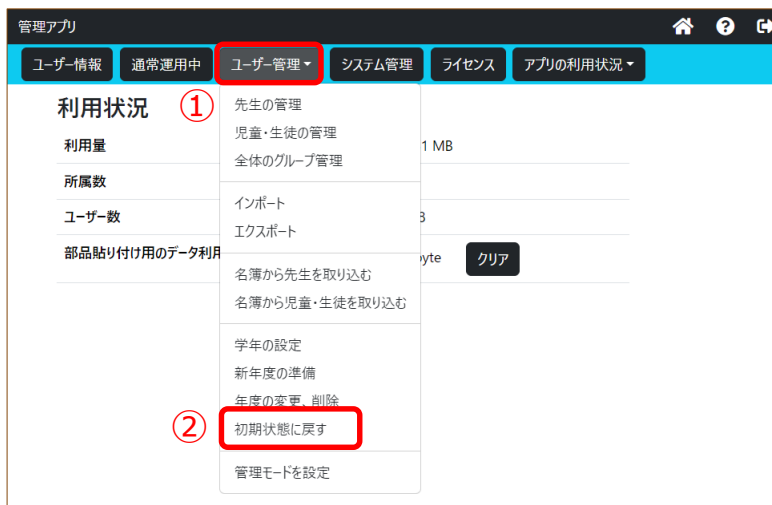 管理アプリ
ユーザー情報 通常運用中 ユーザー管理 システム管理 ライセンス アプリの利用状況
利用状況
①
先生の管理
児童・生徒の管理
全体のグループ管理
インポート
エクスポート
名簿から先生を取り込む
名簿から児童・生徒を取り込む
学年の設定
新年度の準備
年度の変更、削除
②
初期状態に戻す
管理モードを設定
利用量 1 MB
所属数
ユーザー数
部品貼り付け用のデータ利用 クリア